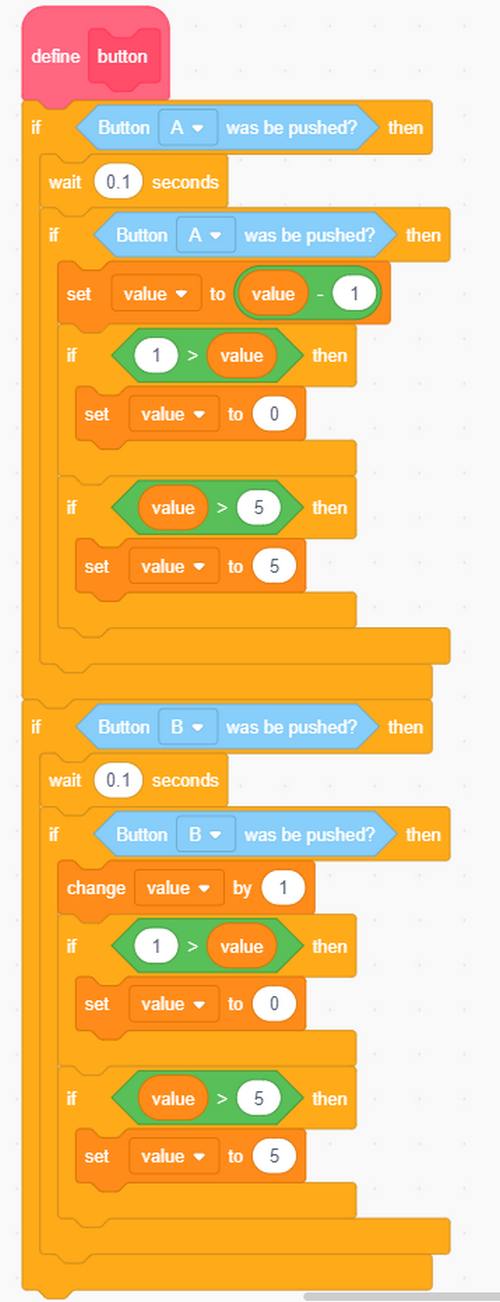 define button
if Button A was be pushed? then
wait 0.1 seconds
if Button A was be pushed? then
set value to value - 1
if 1 > value then
set value to 0
if value > 5 then
set value to 5
if Button B was be pushed? then
wait 0.1 seconds
if Button B was be pushed? then
change value by 1
if 1 > value then
set value to 0
if value > 5 then
set value to 5